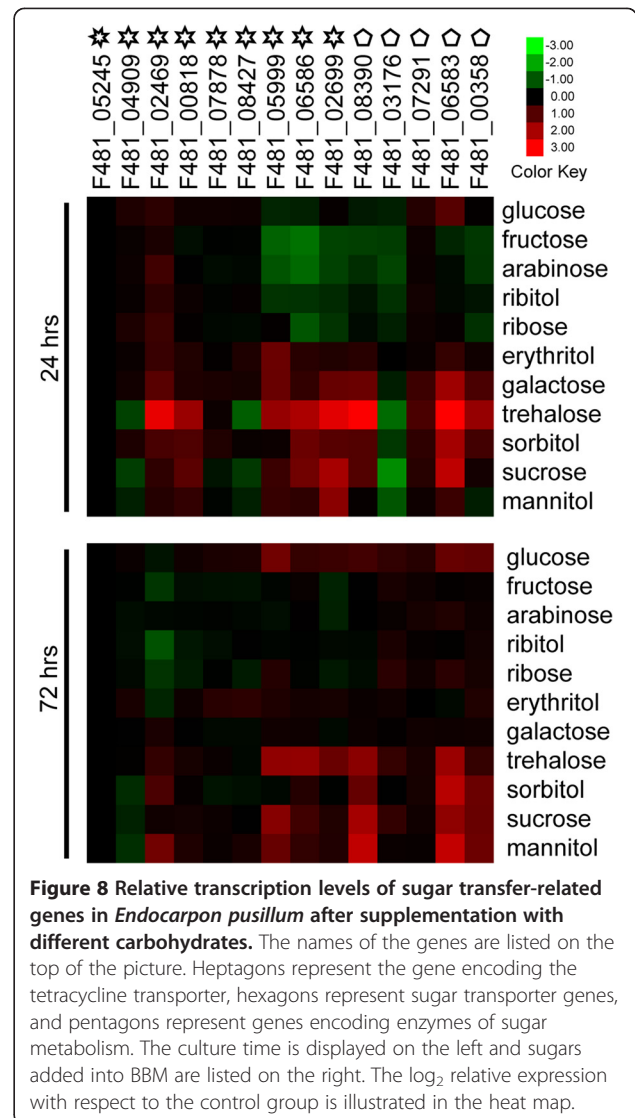 F481_05245
F481_04909
F481_02469
F481_00818
F481_07878
F481_08427
F481_05999
F481_06586
F481_02699
F481_08390
F481_03176
F481_07291
F481_06583
F481_00358
-3.00
-2.00
-1.00
0.00
1.00
2.00
3.00
Color Key
24 hrs
glucose
fructose
arabinose
ribitol
ribose
erythritol
galactose
trehalose
sorbitol
sucrose
mannitol
72 hrs
glucose
fructose
arabinose
ribitol
ribose
erythritol
galactose
trehalose
sorbitol
sucrose
mannitol
Figure 8 Relative transcription levels of sugar transfer-related
genes in Endocarpon pusillum after supplementation with
different carbohydrates. The names of the genes are listed on the
top of the picture. Heptagons represent the gene encoding the
tetracycline transporter, hexagons represent sugar transporter genes,
and pentagons represent genes encoding enzymes of sugar
metabolism. The culture time is displayed on the left and sugars
added into BBM are listed on the right. The log₂ relative expression
with respect to the control group is illustrated in the heat map.